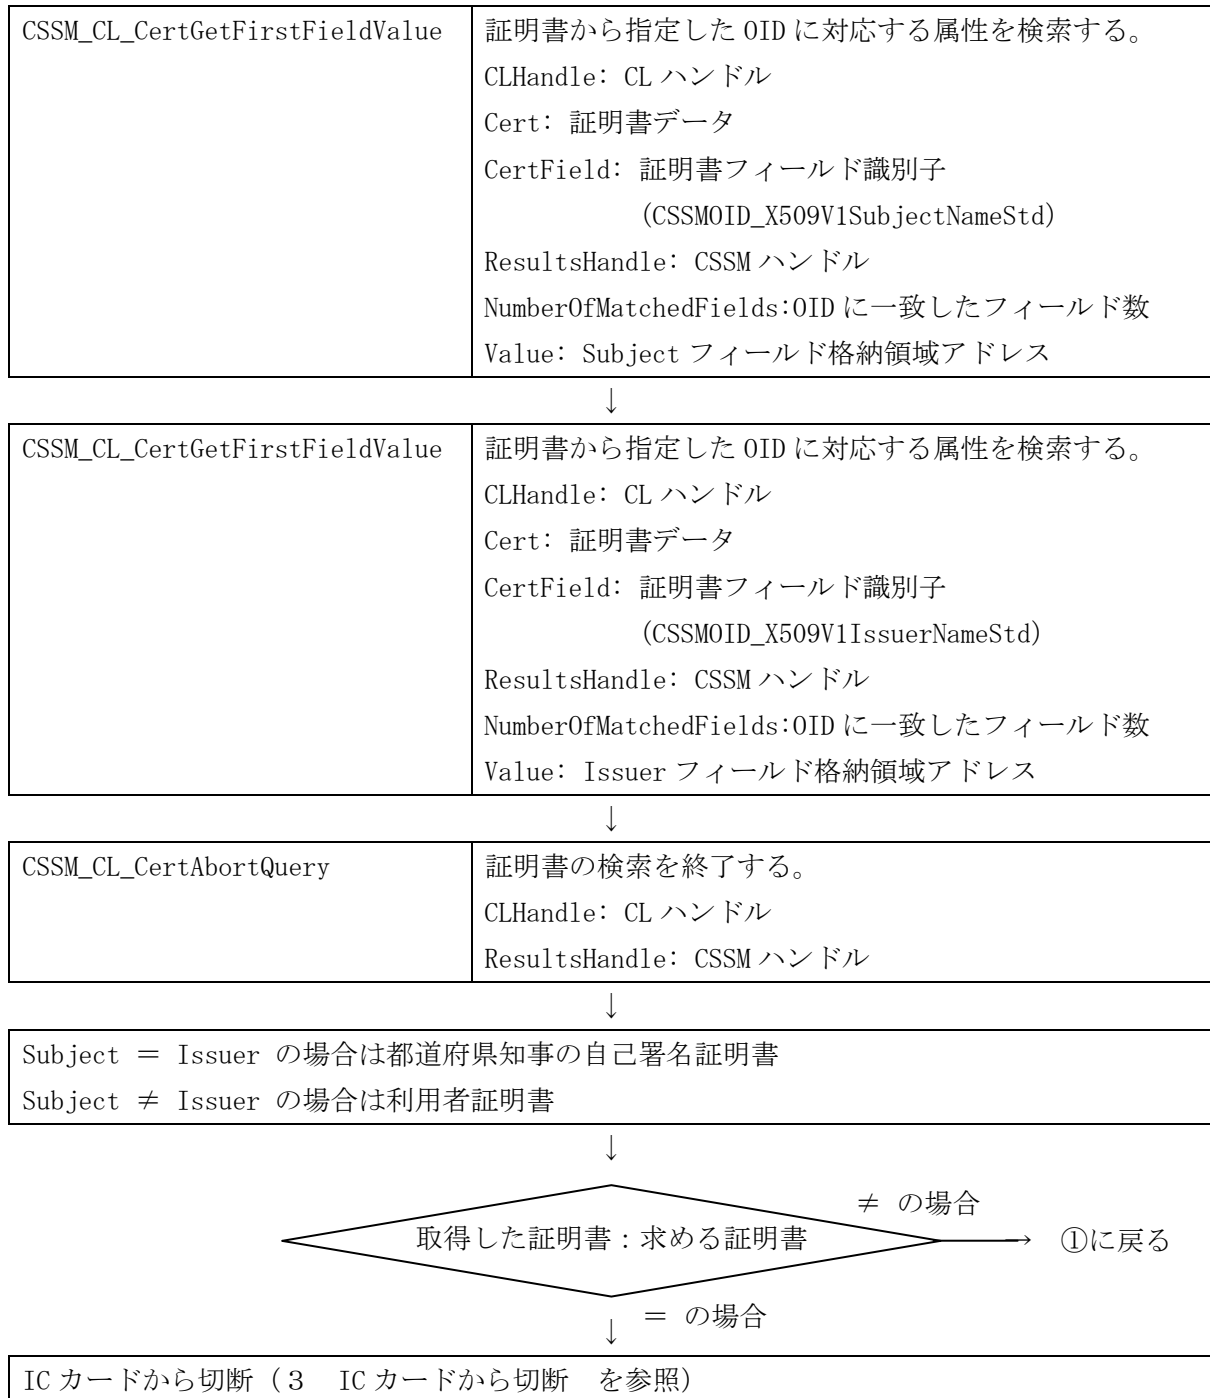 CSSM_CL_CertGetFirstFieldValue
証明書から指定した OID に対応する属性を検索する。
CLHandle: CL ハンドル
Cert: 証明書データ
CertField: 証明書フィールド識別子
(CSSMOID_X509V1SubjectNameStd)
ResultsHandle: CSSM ハンドル
NumberOfMatchedFields:OID に一致したフィールド数
Value: Subject フィールド格納領域アドレス
↓
CSSM_CL_CertGetFirstFieldValue
証明書から指定した OID に対応する属性を検索する。
CLHandle: CL ハンドル
Cert: 証明書データ
CertField: 証明書フィールド識別子
(CSSMOID_X509V1IssuerNameStd)
ResultsHandle: CSSM ハンドル
NumberOfMatchedFields:OID に一致したフィールド数
Value: Issuer フィールド格納領域アドレス
↓
CSSM_CL_CertAbortQuery
証明書の検索を終了する。
CLHandle: CL ハンドル
ResultsHandle: CSSM ハンドル
↓
Subject = Issuer の場合は都道府県知事の自己署名証明書
Subject ≠ Issuer の場合は利用者証明書
↓
≠ の場合
取得した証明書：求める証明書
→ ①に戻る
= の場合
↓
IC カードから切断（３　IC カードから切断　を参照）